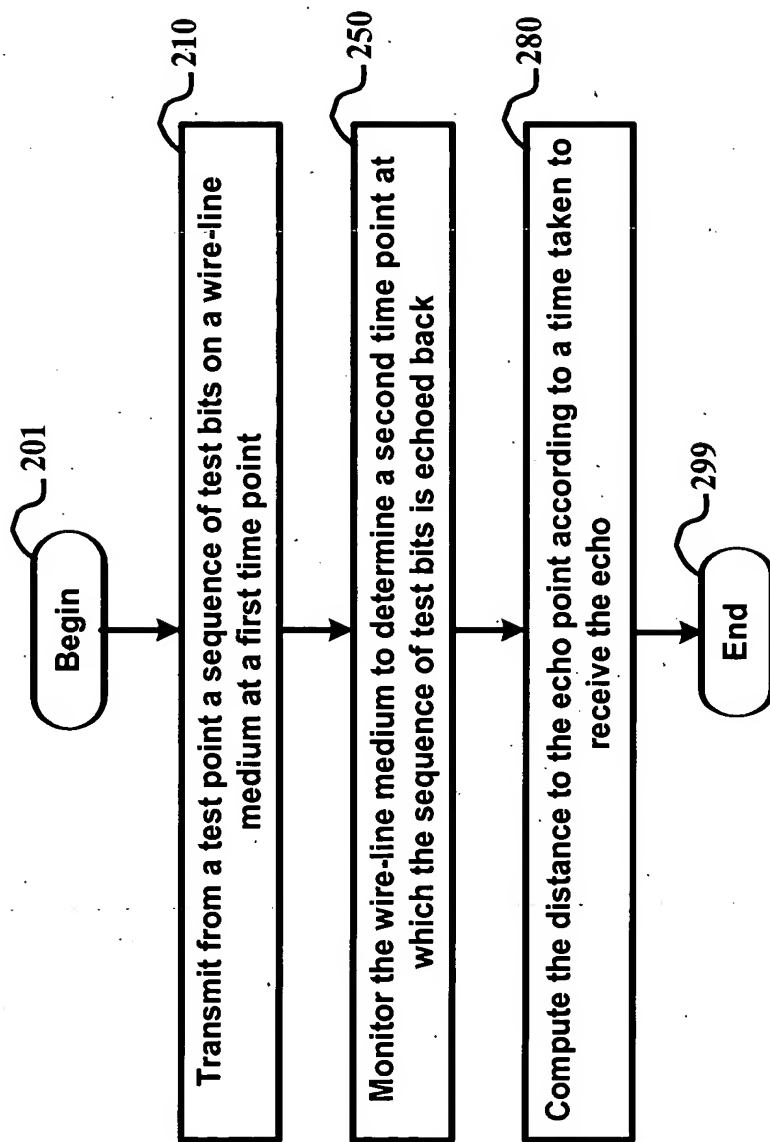 201
Begin
210
Transmit from a test point a sequence of test bits on a wire-line
medium at a first time point
250
Monitor the wire-line medium to determine a second time point at
which the sequence of test bits is echoed back
280
Compute the distance to the echo point according to a time taken to
receive the echo
299
End